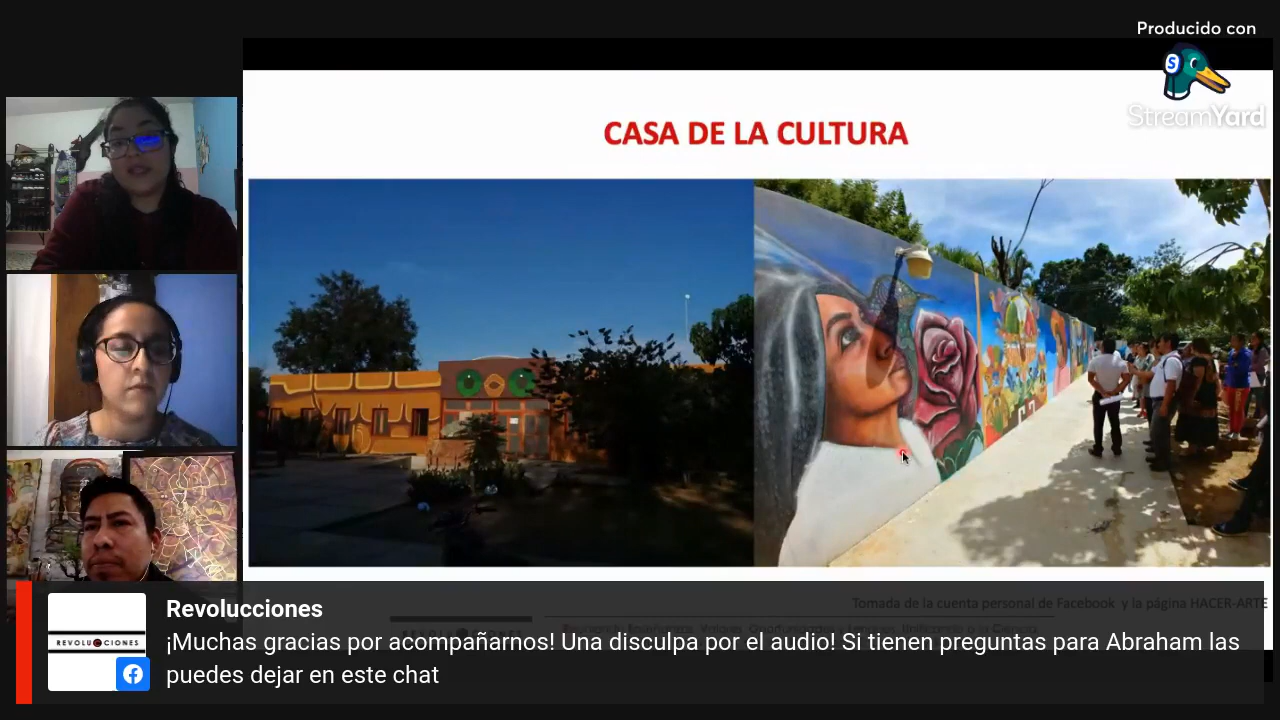 Producido con
StreamYard
CASA DE LA CULTURA
Tomada de la cuenta personal de Facebook y la página HACER-ARTE
Revolucciones
REVOLUCCIONES
¡Muchas gracias por acompañarnos! Una disculpa por el audio! Si tienen preguntas para Abraham las
puedes dejar en este chat